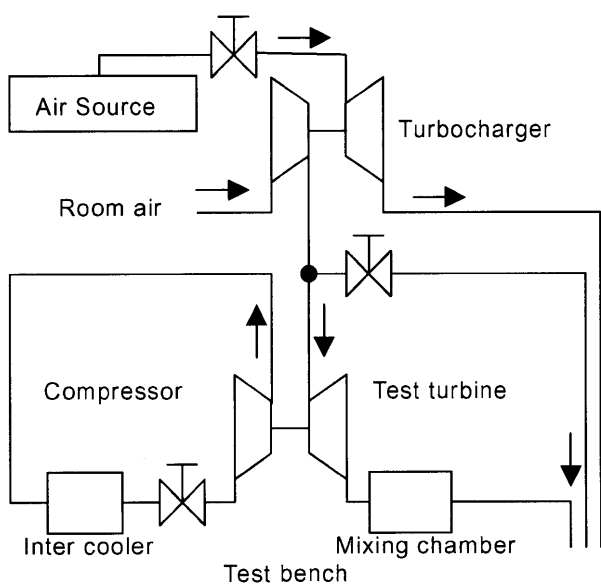 Air Source
Turbocharger
Room air
Compressor
Test turbine
Inter cooler
Mixing chamber
Test bench